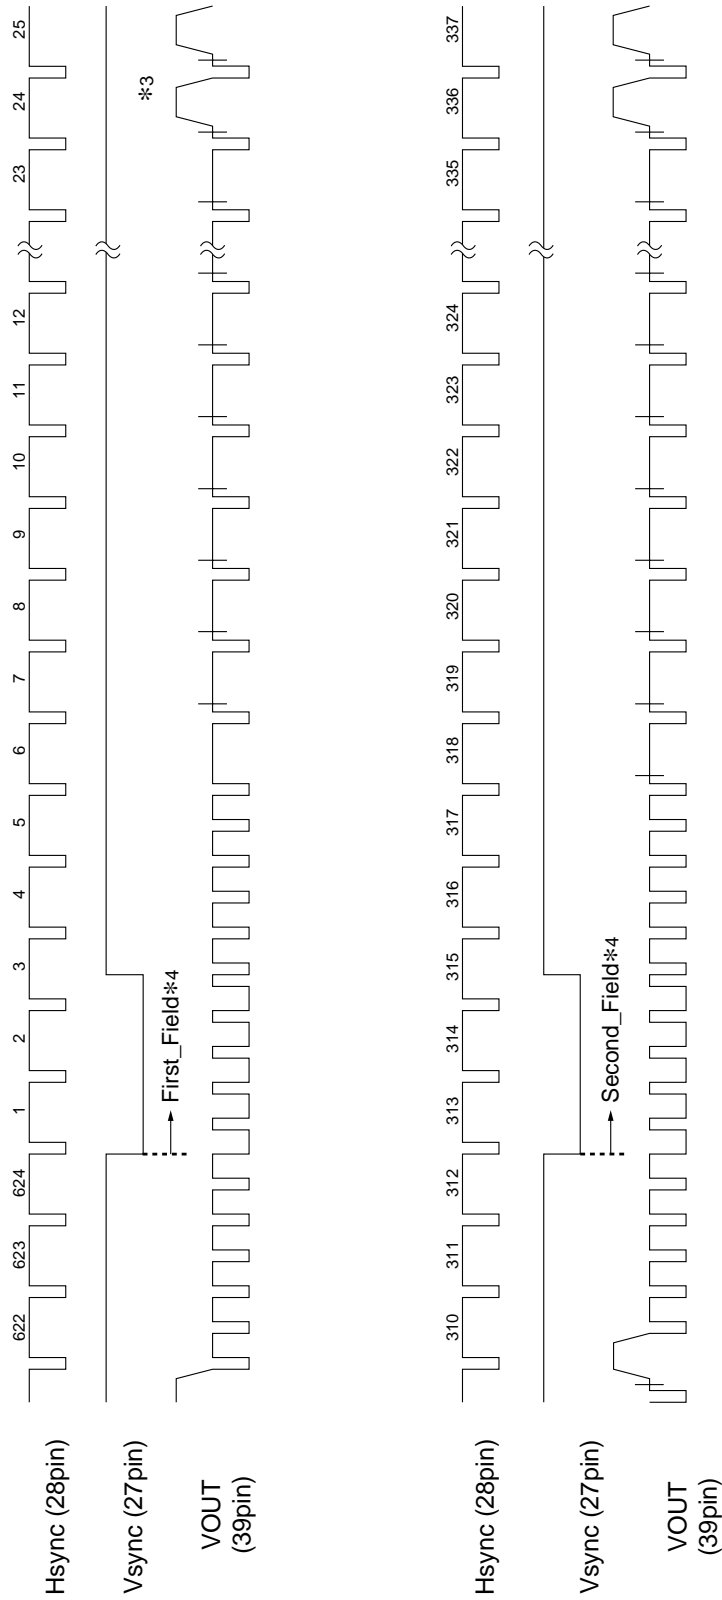 Hsync (28pin) 622 623 624 1 2 3 4 5 6 7 8 9 10 11 12 23 24 25
Vsync (27pin)
✻3
First_Field✻4
VOUT
(39pin)
Hsync (28pin) 310 311 312 313 314 315 316 317 318 319 320 321 322 323 324 335 336 337
Vsync (27pin)
Second_Field✻4
VOUT
(39pin)